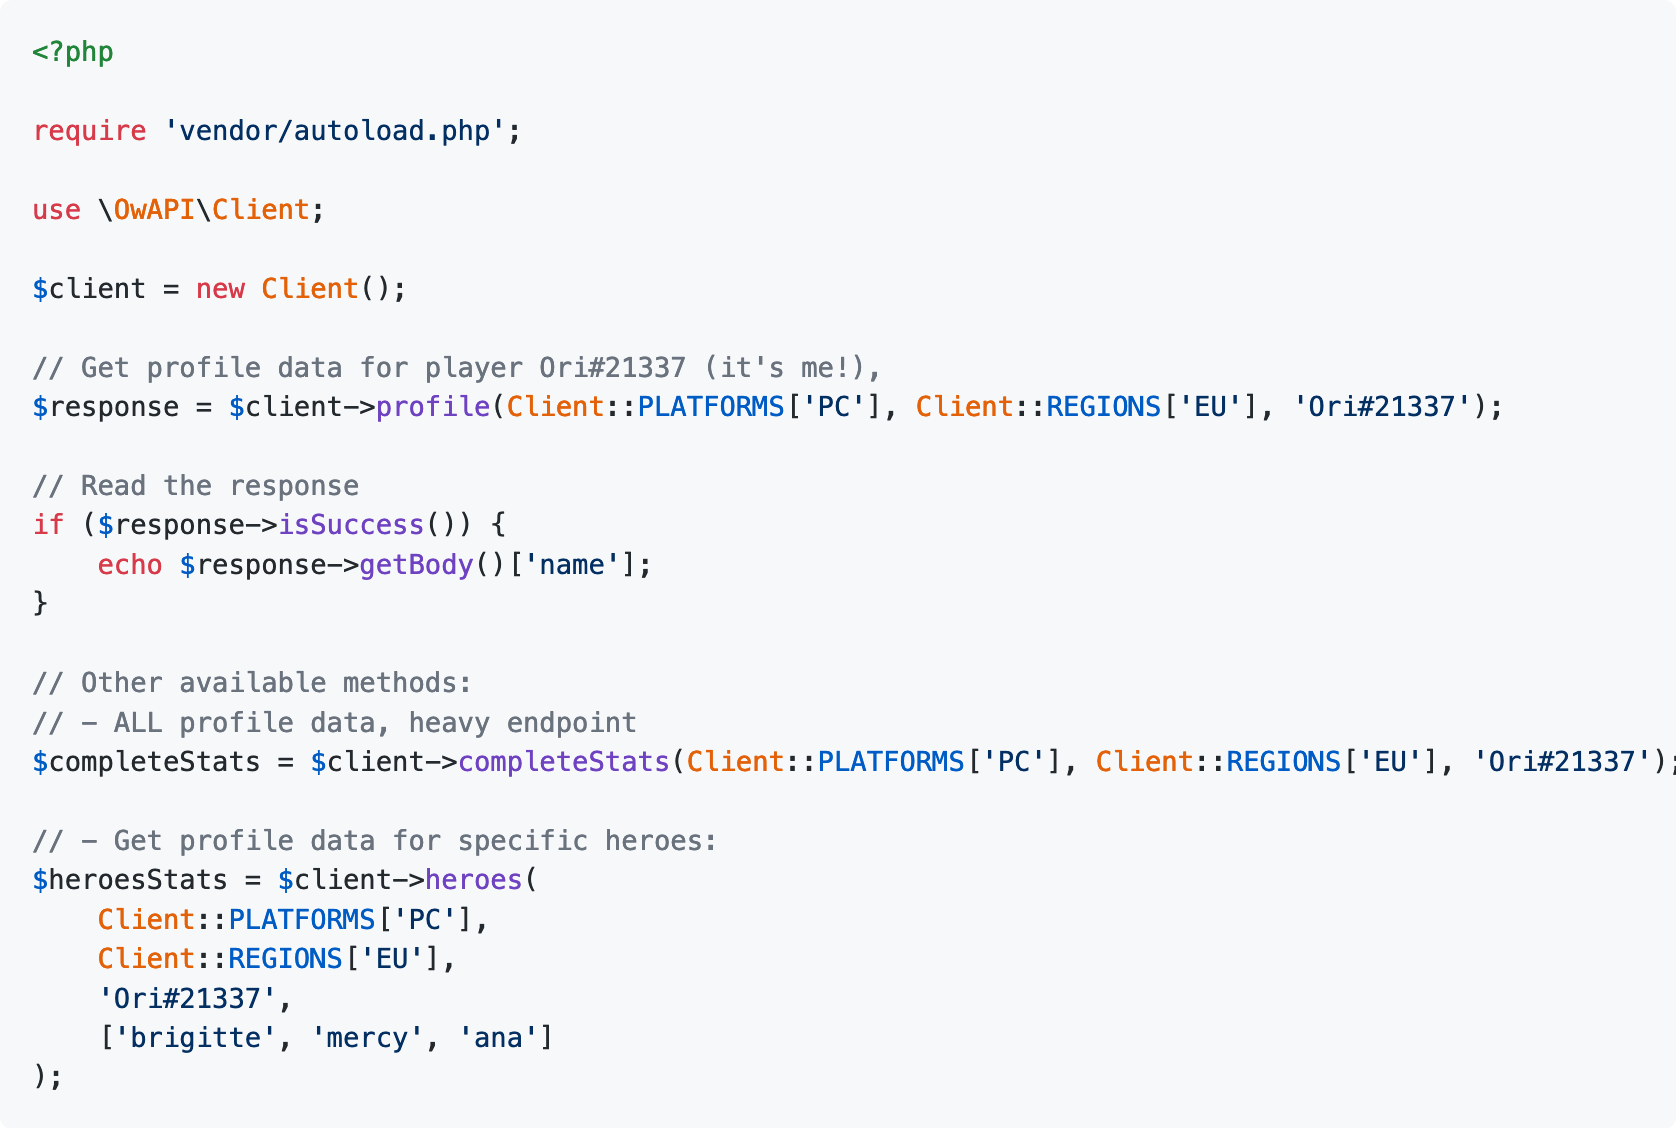 <?php
require 'vendor/autoload.php';
use \OwAPI\Client;
$client = new Client();
// Get profile data for player Ori#21337 (it's me!),
$response = $client->profile(Client::PLATFORMS['PC'], Client::REGIONS['EU'], 'Ori#21337');
// Read the response
if ($response->isSuccess()) {
    echo $response->getBody()['name'];
}
// Other available methods:
// - ALL profile data, heavy endpoint
$completeStats = $client->completeStats(Client::PLATFORMS['PC'], Client::REGIONS['EU'], 'Ori#21337');
// - Get profile data for specific heroes:
$heroesStats = $client->heroes(
    Client::PLATFORMS['PC'],
    Client::REGIONS['EU'],
    'Ori#21337',
    ['brigitte', 'mercy', 'ana']
);